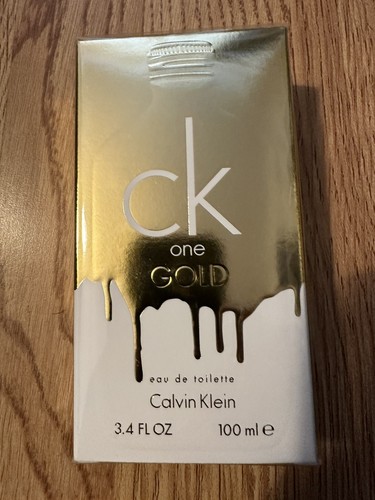 ck
one
GOLD
eau de toilette
Calvin Klein
3.4 FL OZ 100 ml ℮